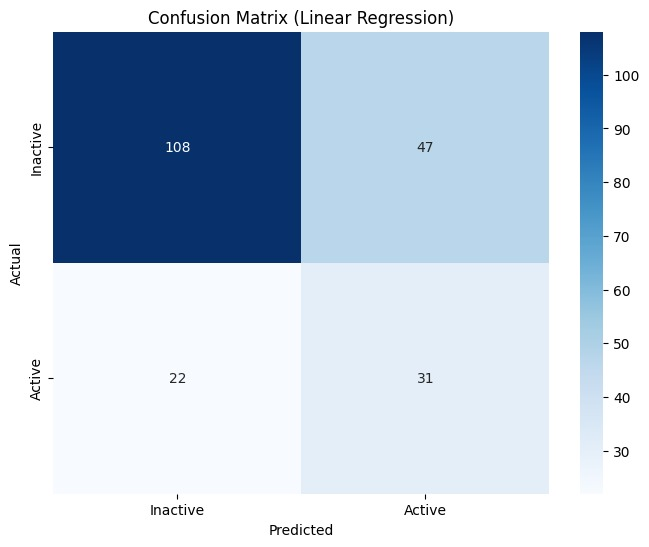 Confusion Matrix (Linear Regression)
Actual
Inactive
108
47
Active
22
31
Inactive
Active
Predicted
100
90
80
70
60
50
40
30